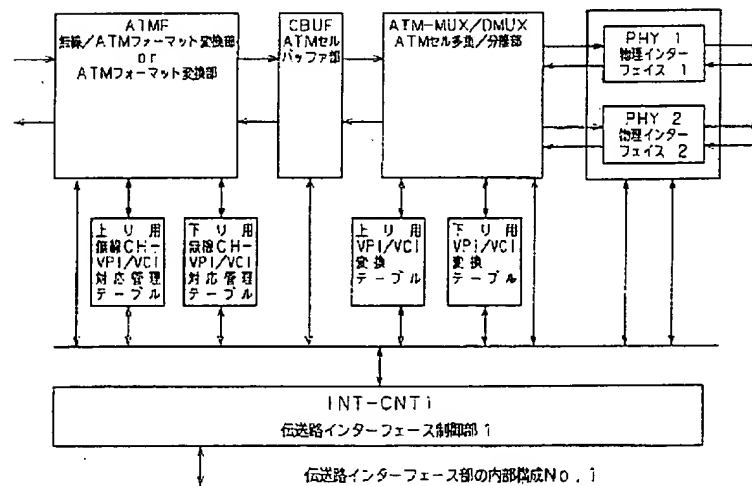 ATMF
無線/ATMフォーマット変換部
or
ATMフォーマット変換部
CBUF
ATMセル
バッファ部
ATM-MUX/DMUX
ATMセル多重/分離部
PHY 1
物理インター
フェイス 1
PHY 2
物理インター
フェイス 2
上り用
無線CH-
VPI/VCI
対応管理
テーブル
下り用
無線CH-
VPI/VCI
対応管理
テーブル
上り用
VPI/VCI
変換
テーブル
下り用
VPI/VCI
変換
テーブル
INT-CNTi
伝送路インターフェース制御部 i
伝送路インターフェース部の内部構成No. 1